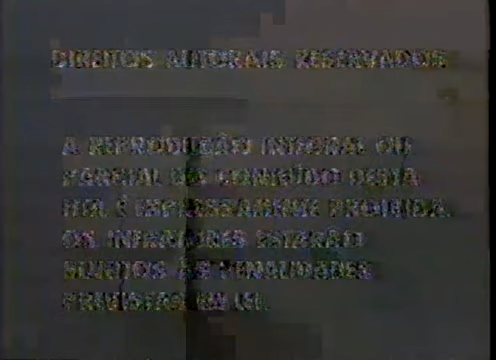 DIREITOS AUTORAIS RESERVADOS
A REPRODUÇÃO INTEGRAL OU
PARCIAL DO CONTEÚDO DESTA
FITA É EXPRESSAMENTE PROIBIDA.
OS INFRATORES ESTARÃO
SUJEITOS ÀS PENALIDADES
PREVISTAS EM LEI.